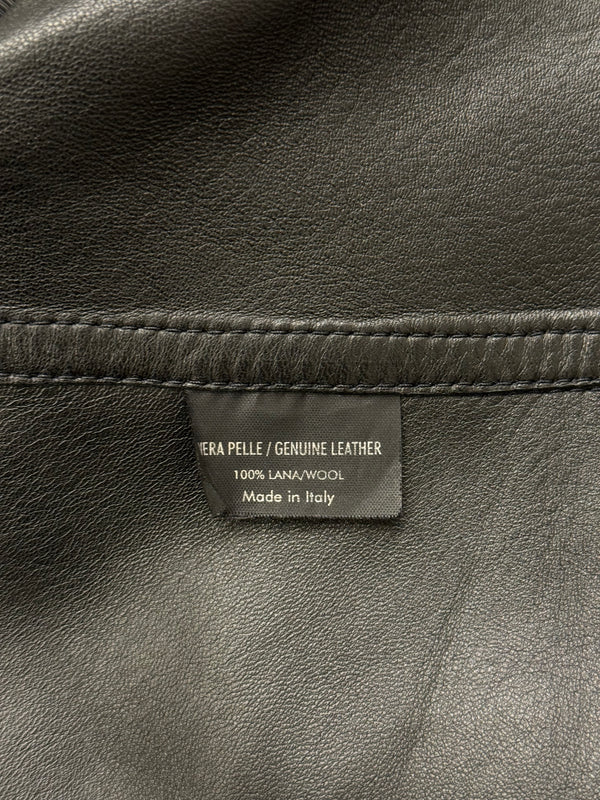 VERA PELLE / GENUINE LEATHER
100% LANA/WOOL
Made in Italy